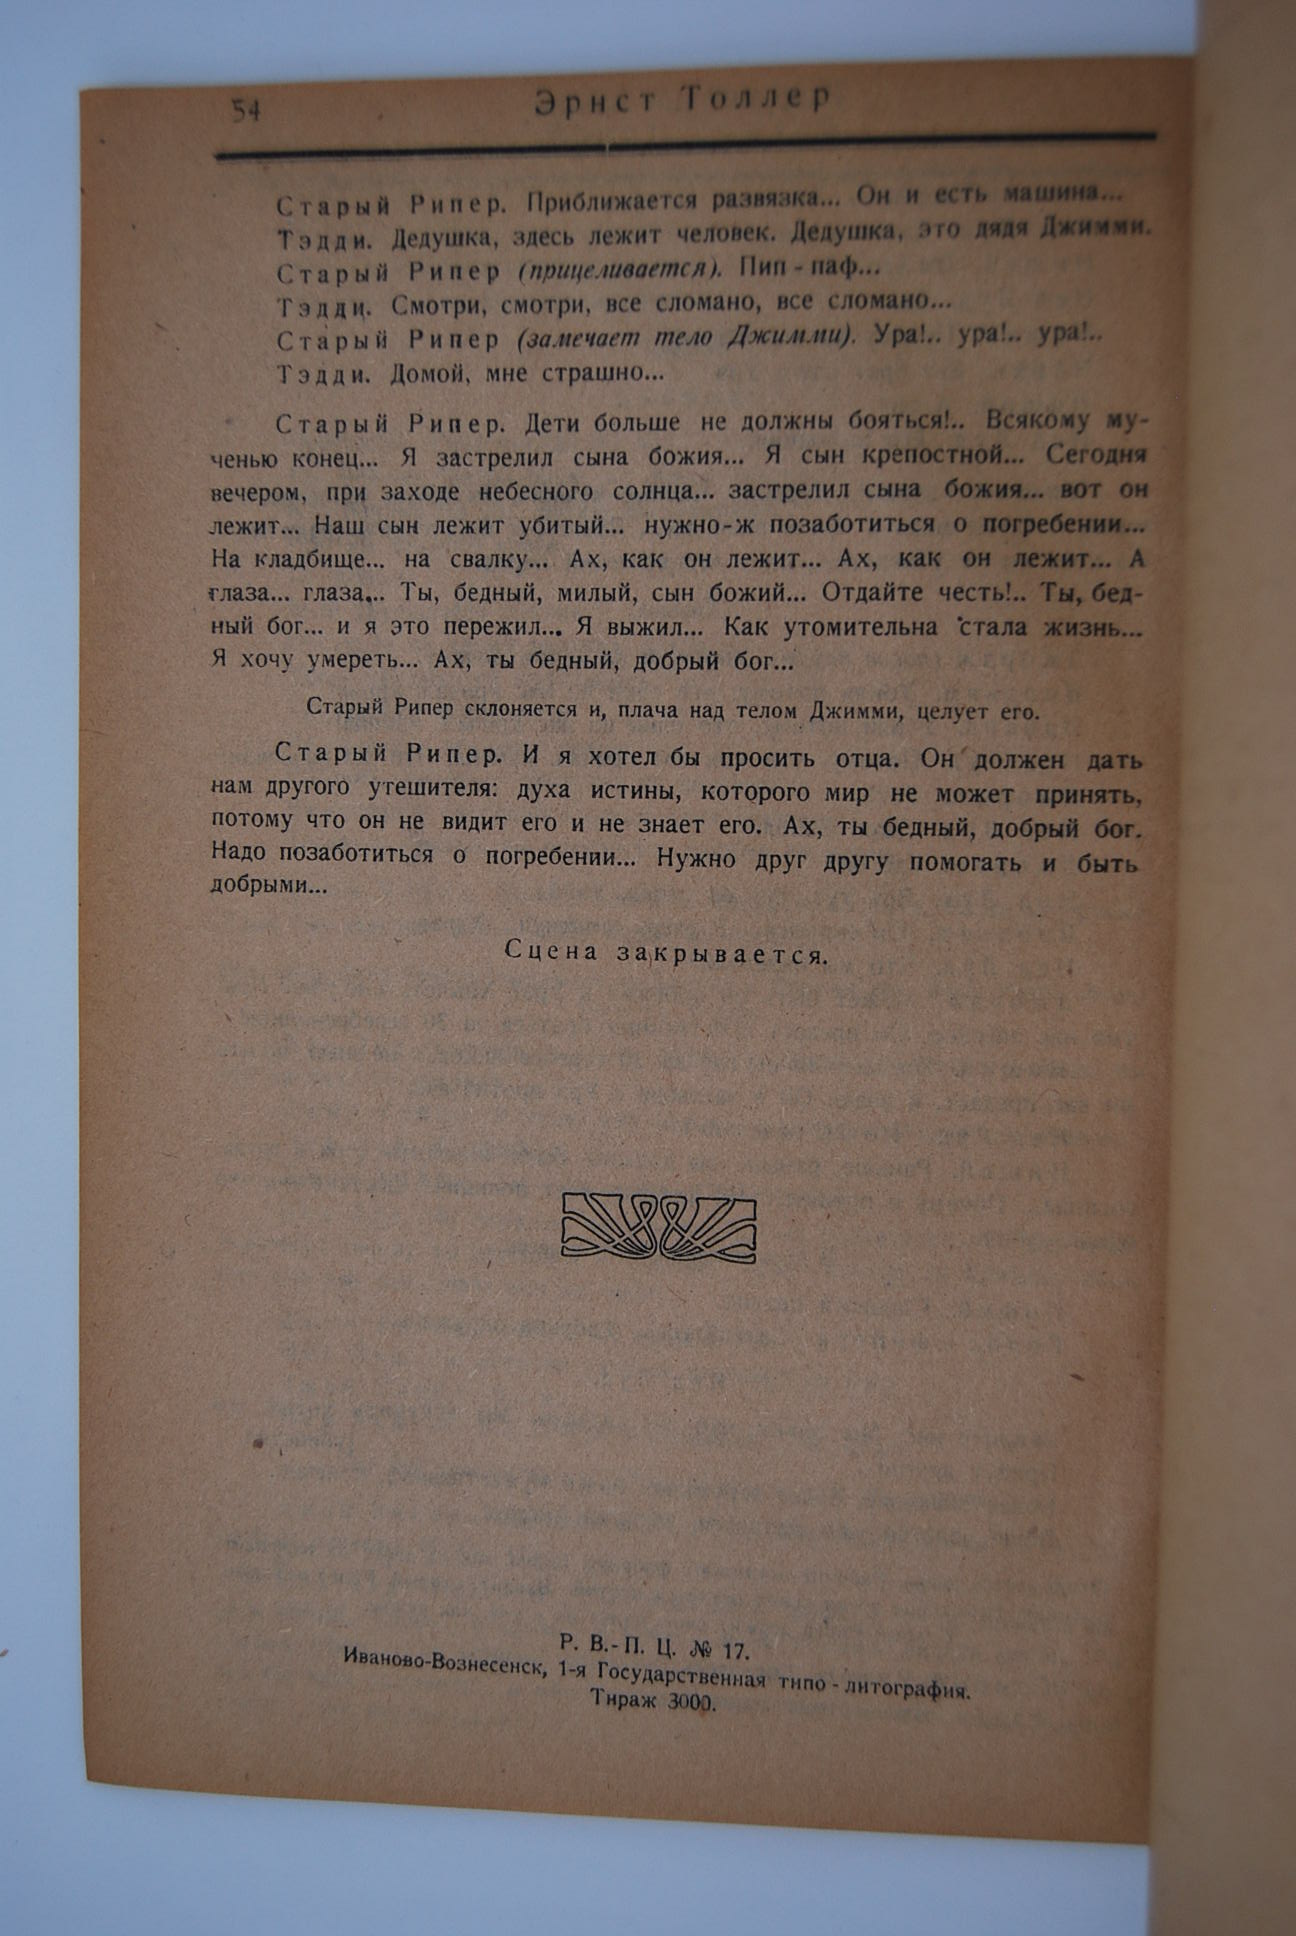 54
Эрнст Толлер
Старый Рипер. Приближается развязка... Он и есть машина...
Тэдди. Дедушка, здесь лежит человек. Дедушка, это дядя Джимми.
Старый Рипер (прицеливается). Пип-паф...
Тэдди. Смотри, смотри, все сломано, все сломано...
Старый Рипер (замечает тело Джимми). Ура!.. ура!.. ура!..
Тэдди. Домой, мне страшно...
Старый Рипер. Дети больше не должны бояться!.. Всякому му-
ченью конец... Я застрелил сына божия... Я сын крепостной... Сегодня
вечером, при заходе небесного солнца... застрелил сына божия... вот он
лежит... Наш сын лежит убитый... нужно-ж позаботиться о погребении...
На кладбище... на свалку... Ах, как он лежит... Ах, как он лежит... А
глаза... глаза... Ты, бедный, милый, сын божий... Отдайте честь!.. Ты, бед-
ный бог... и я это пережил... Я выжил... Как утомительна стала жизнь...
Я хочу умереть... Ах, ты бедный, добрый бог...
Старый Рипер склоняется и, плача над телом Джимми, целует его.
Старый Рипер. И я хотел бы просить отца. Он должен дать
нам другого утешителя: духа истины, которого мир не может принять,
потому что он не видит его и не знает его. Ах, ты бедный, добрый бог.
Надо позаботиться о погребении... Нужно друг другу помогать и быть
добрыми...
Сцена закрывается.
Р. В.-П. Ц. № 17.
Иваново-Вознесенск, 1-я Государственная типо-литография.
Тираж 3000.